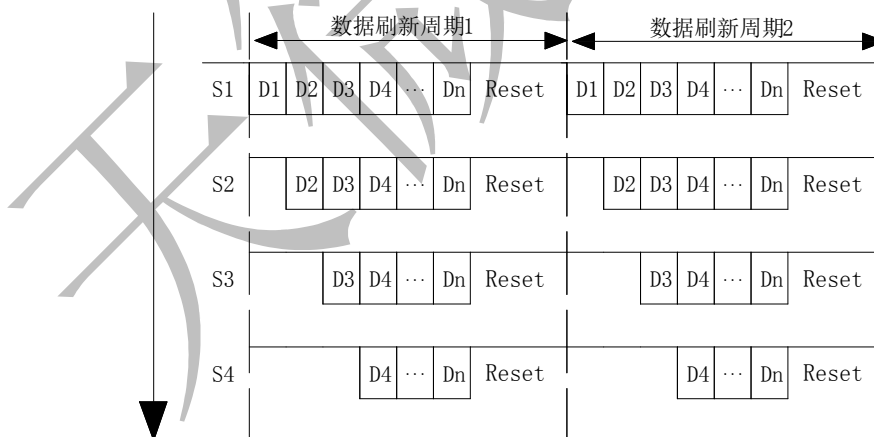 数据刷新周期1 数据刷新周期2
S1 D1 D2 D3 D4 ··· Dn Reset D1 D2 D3 D4 ··· Dn Reset
S2 D2 D3 D4 ··· Dn Reset D2 D3 D4 ··· Dn Reset
S3 D3 D4 ··· Dn Reset D3 D4 ··· Dn Reset
S4 D4 ··· Dn Reset D4 ··· Dn Reset